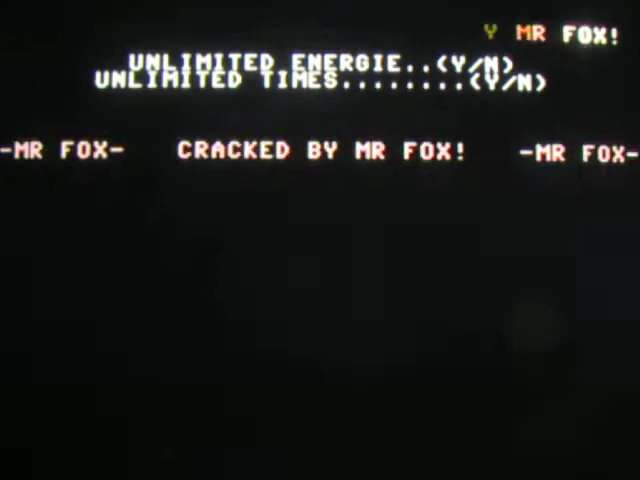 Y MR FOX!
UNLIMITED ENERGIE..(Y/N)
UNLIMITED TIMES........(Y/N)
-MR FOX- CRACKED BY MR FOX! -MR FOX-